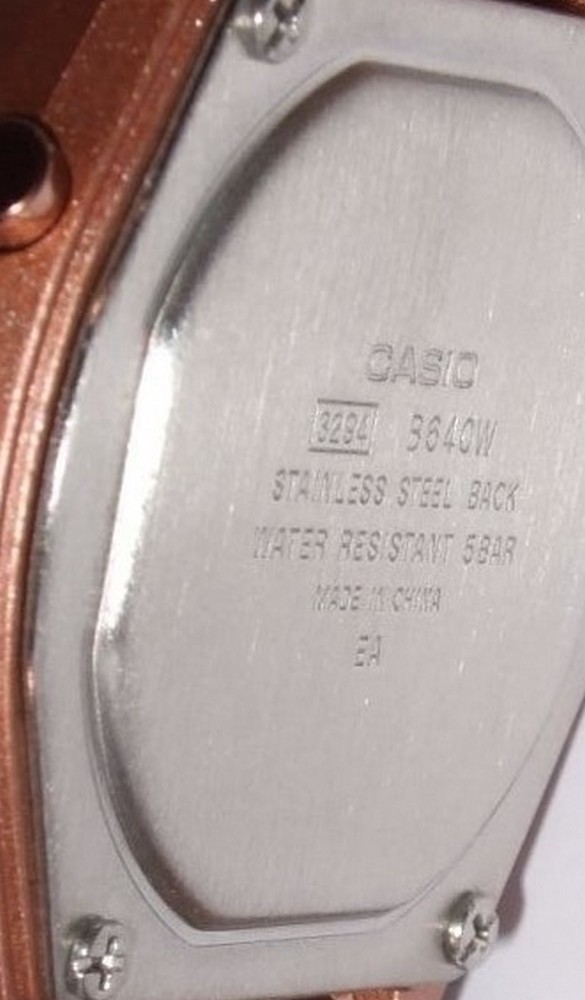 CASIO
3294 B640W
STAINLESS STEEL BACK
WATER RESISTANT 5BAR
MADE IN CHINA
EA